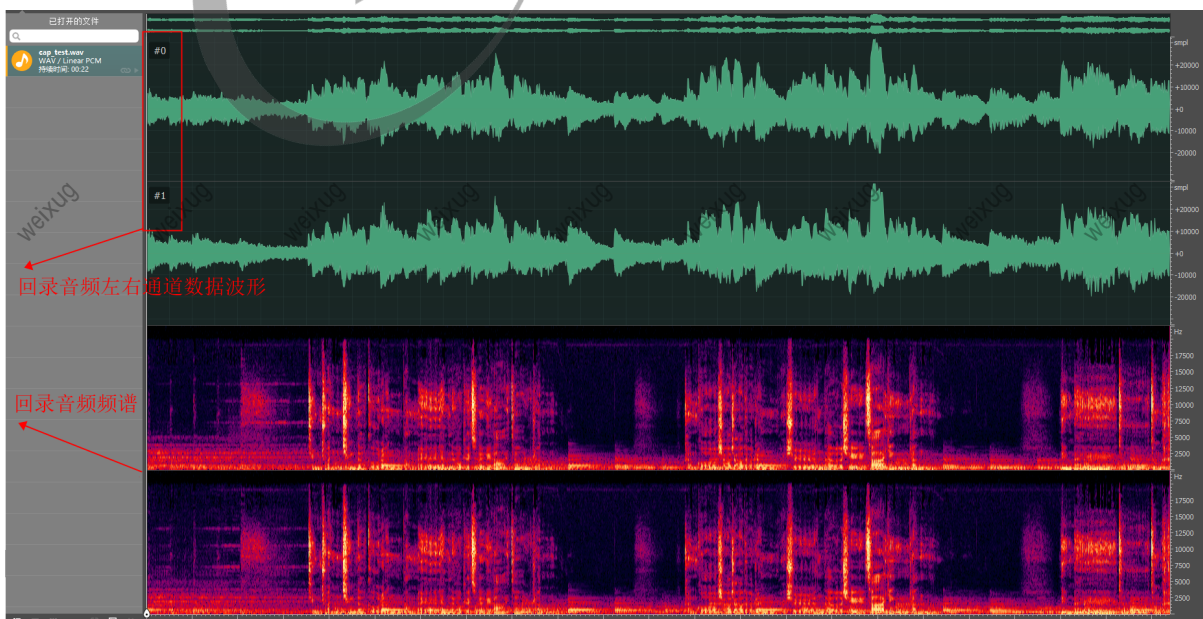 已打开的文件
cap_test.wav
WAV / Linear PCM
持续时间: 00:22
#0
smpl
+20000
+10000
+0
-10000
-20000
#1
smpl
+20000
+10000
+0
-10000
-20000
weixug
weixug
weixug
weixug
weixug
weixug
weixug
weixug
weixug
回录音频左右通道数据波形
Hz
17500
15000
12500
10000
7500
5000
2500
回录音频频谱
Hz
17500
15000
12500
10000
7500
5000
2500